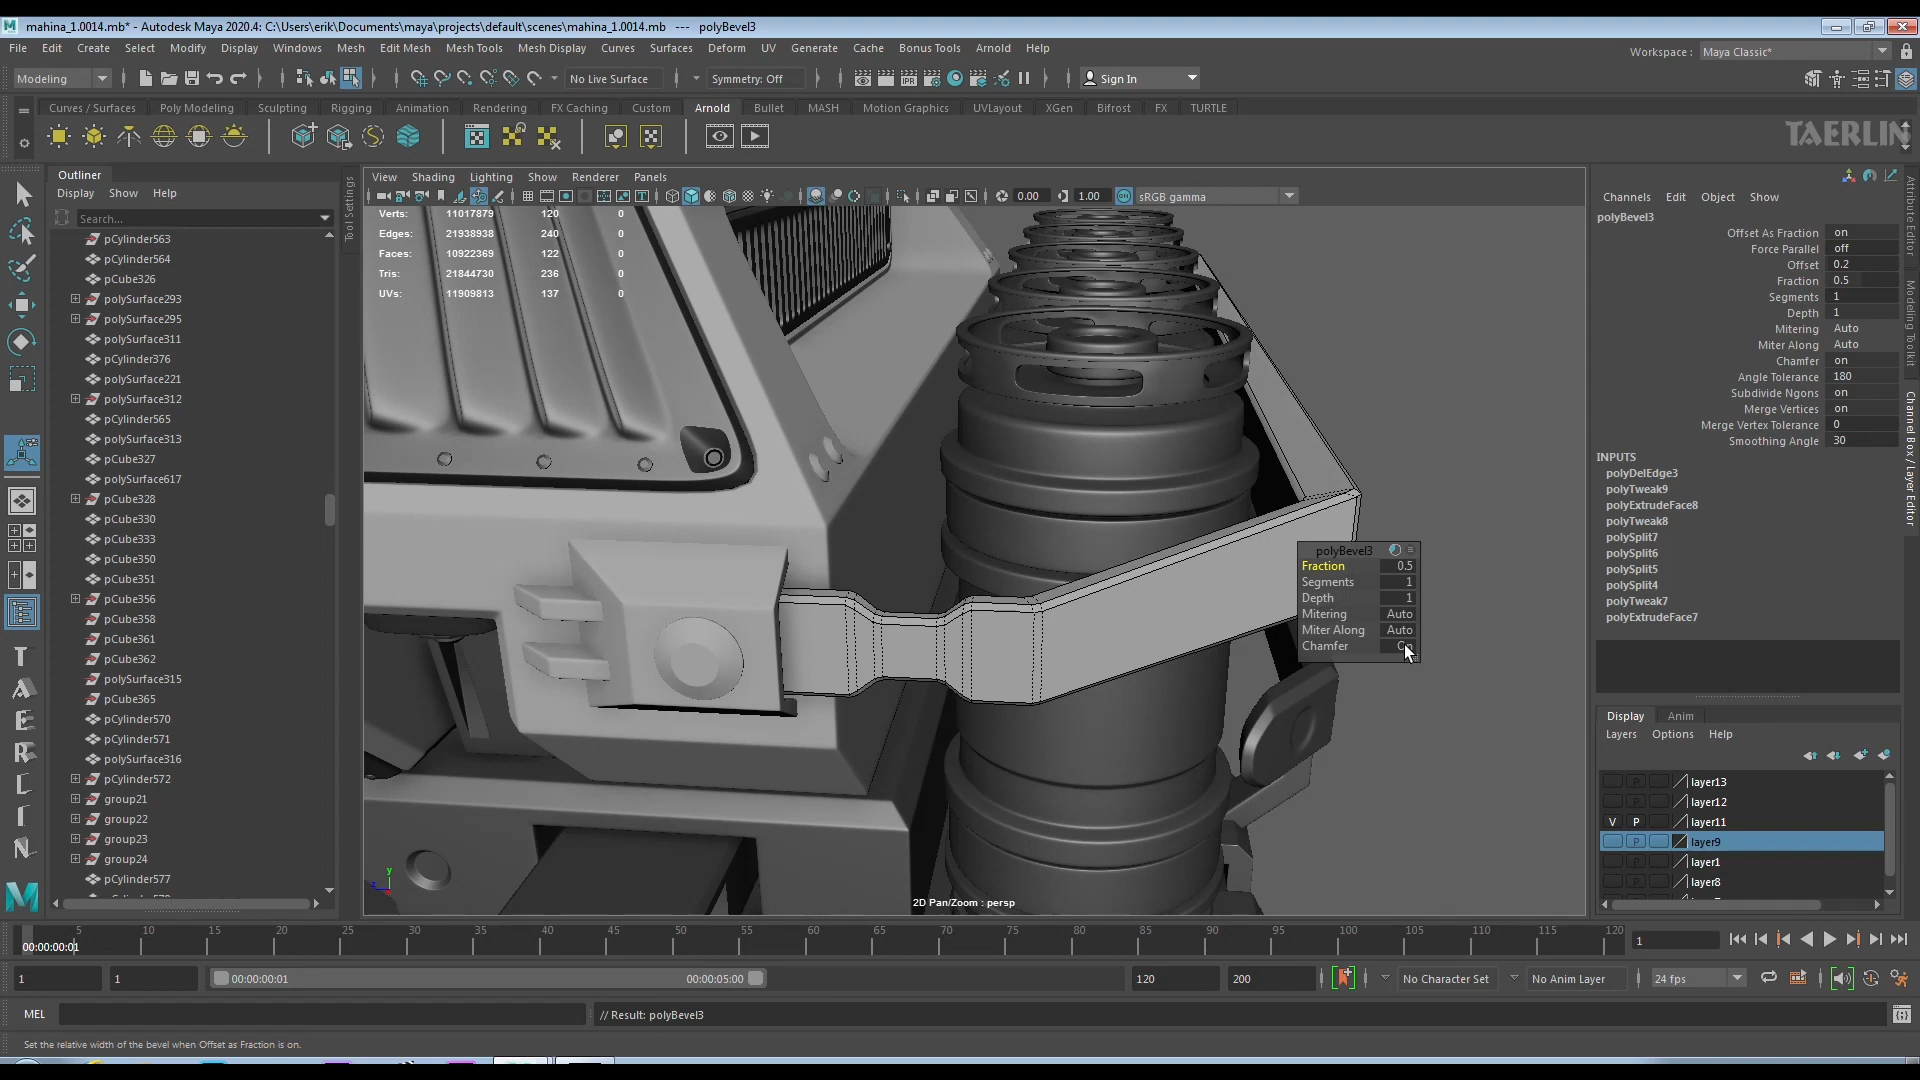 mahina_1.0014.mb* - Autodesk Maya 2020.4: C:\Users\erik\Documents\maya\projects\default\scenes\mahina_1.0014.mb   ---   polyBevel3
File Edit Create Select Modify Display Windows Mesh Edit Mesh Mesh Tools Mesh Display Curves Surfaces Deform UV Generate Cache Bonus Tools Arnold Help
Workspace : Maya Classic*
Modeling No Live Surface Symmetry: Off Sign In
Curves / Surfaces Poly Modeling Sculpting Rigging Animation Rendering FX Caching Custom Arnold Bullet MASH Motion Graphics UVLayout XGen Bifrost FX TURTLE
IPR
TAERLIN
Outliner
Display Show Help
Search...
pCylinder563
pCylinder564
pCube326
polySurface293
polySurface295
polySurface311
pCylinder376
polySurface221
polySurface312
pCylinder565
polySurface313
pCube327
polySurface617
pCube328
pCube330
pCube333
pCube350
pCube351
pCube356
pCube358
pCube361
pCube362
polySurface315
pCube365
pCylinder570
pCylinder571
polySurface316
pCylinder572
group21
group22
group23
group24
pCylinder577
Tool Settings
View Shading Lighting Show Renderer Panels
0.00 1.00 ON sRGB gamma
Verts: 11017879 120 0
Edges: 21938938 240 0
Faces: 10922369 122 0
Tris: 21844730 236 0
UVs: 11909813 137 0
polyBevel3
Fraction 0.5
Segments 1
Depth 1
Mitering Auto
Miter Along Auto
Chamfer
y
z
2D Pan/Zoom : persp
Channels Edit Object Show
polyBevel3
Offset As Fraction on
Force Parallel off
Offset 0.2
Fraction 0.5
Segments 1
Depth 1
Mitering Auto
Miter Along Auto
Chamfer on
Angle Tolerance 180
Subdivide Ngons on
Merge Vertices on
Merge Vertex Tolerance 0
Smoothing Angle 30
INPUTS
polyDelEdge3
polyTweak9
polyExtrudeFace8
polyTweak8
polySplit7
polySplit6
polySplit5
polySplit4
polyTweak7
polyExtrudeFace7
Attribute Editor
Modeling Toolkit
Channel Box / Layer Editor
Display Anim
Layers Options Help
P layer13
P layer12
V P layer11
P layer9
P layer1
P layer8
5 10 15 20 25 30 35 40 45 50 55 60 65 70 75 80 85 90 95 100 105 110 115 120
00:00:00:01
1
1 1 00:00:00:01 00:00:05:00 120 200 No Character Set No Anim Layer 24 fps
MEL // Result: polyBevel3
Set the relative width of the bevel when Offset as Fraction is on.